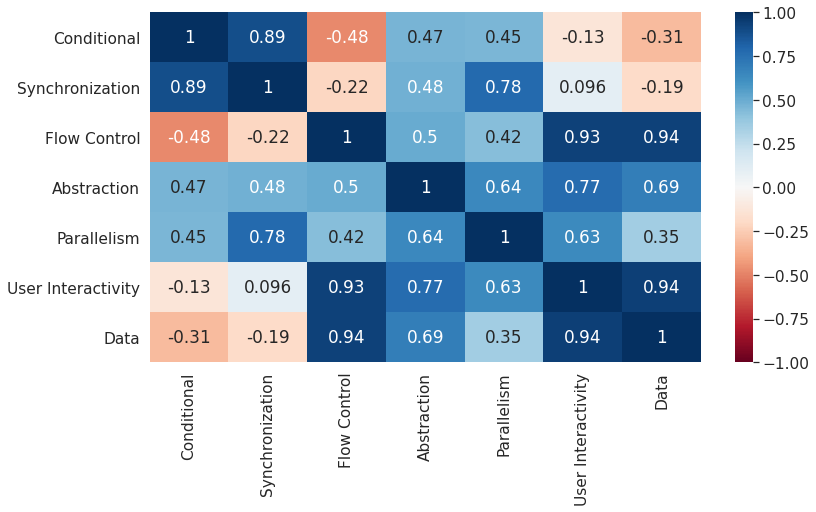 Conditional 1 0.89 -0.48 0.47 0.45 -0.13 -0.31
Synchronization 0.89 1 -0.22 0.48 0.78 0.096 -0.19
Flow Control -0.48 -0.22 1 0.5 0.42 0.93 0.94
Abstraction 0.47 0.48 0.5 1 0.64 0.77 0.69
Parallelism 0.45 0.78 0.42 0.64 1 0.63 0.35
User Interactivity -0.13 0.096 0.93 0.77 0.63 1 0.94
Data -0.31 -0.19 0.94 0.69 0.35 0.94 1
Conditional
Synchronization
Flow Control
Abstraction
Parallelism
User Interactivity
Data
1.00
0.75
0.50
0.25
0.00
−0.25
−0.50
−0.75
−1.00